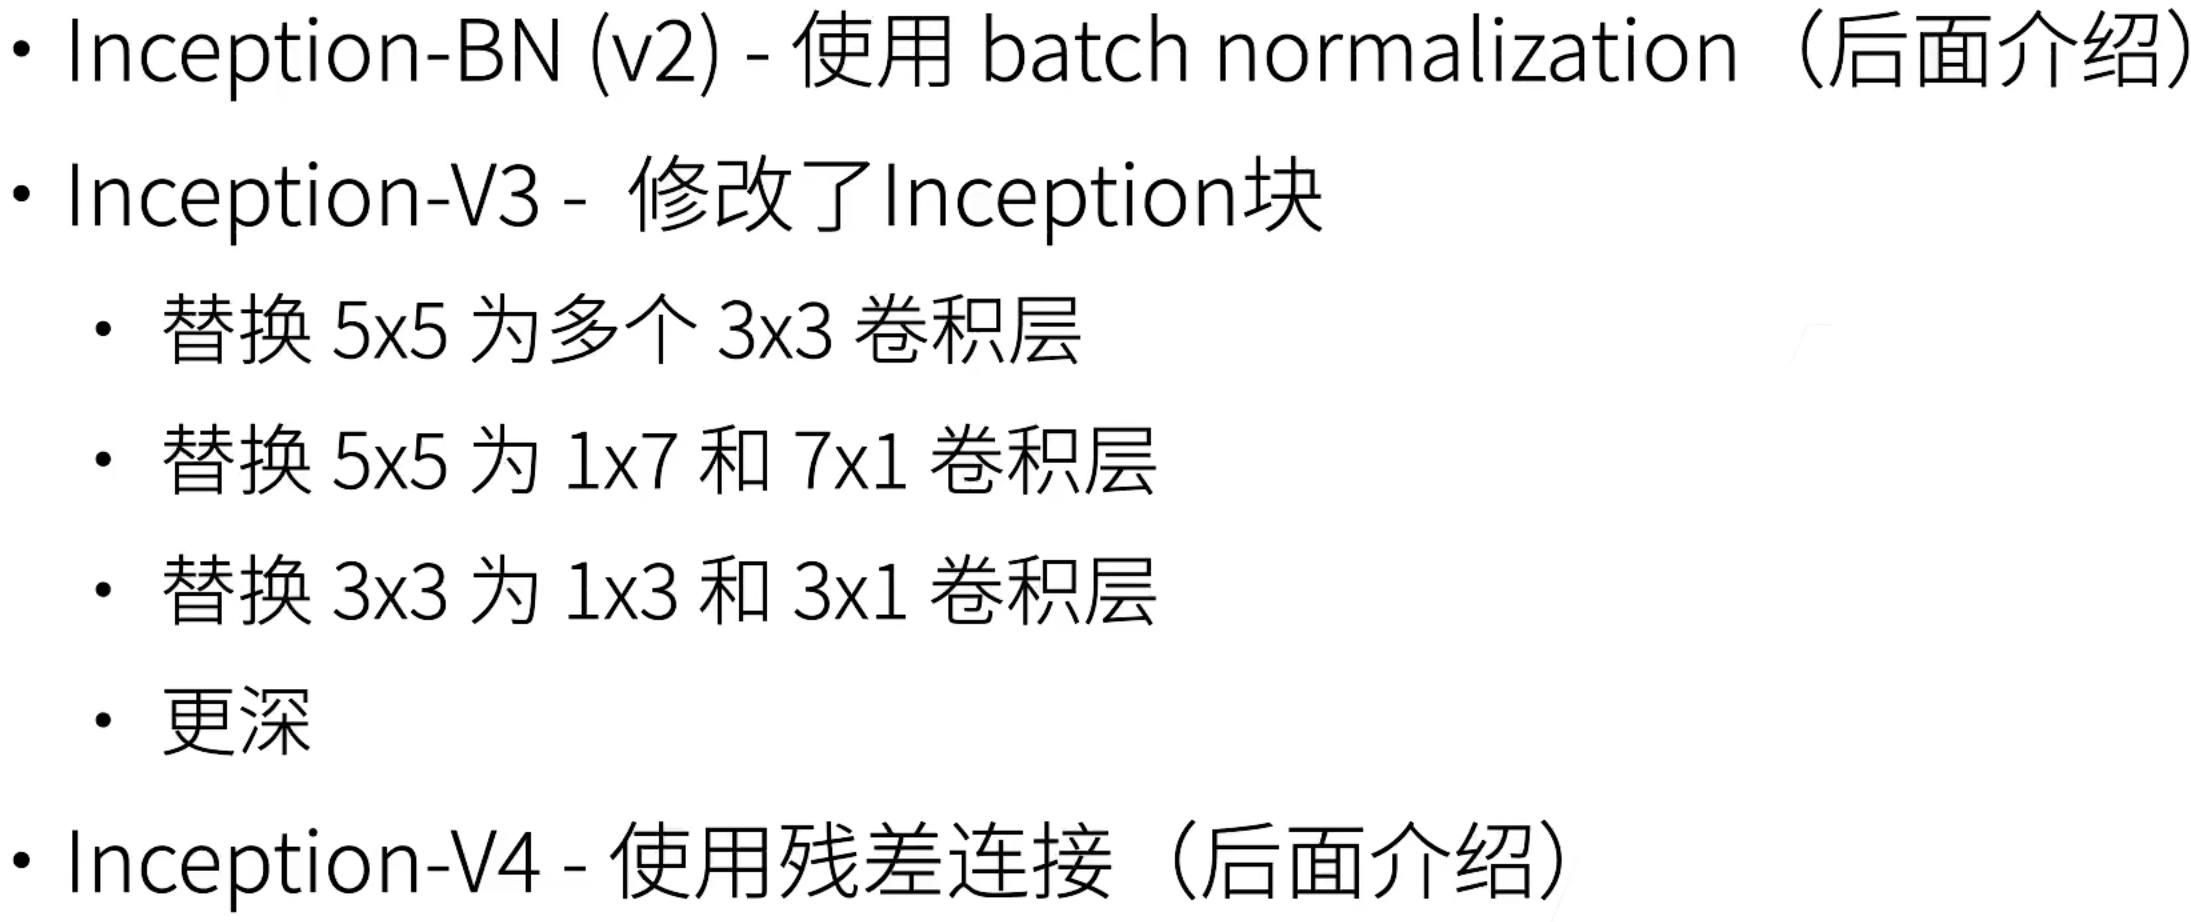 • Inception-BN (v2) - 使用 batch normalization（后面介绍）
• Inception-V3 - 修改了Inception块
• 替换 5x5 为多个 3x3 卷积层
• 替换 5x5 为 1x7 和 7x1 卷积层
• 替换 3x3 为 1x3 和 3x1 卷积层
• 更深
• Inception-V4 - 使用残差连接（后面介绍）